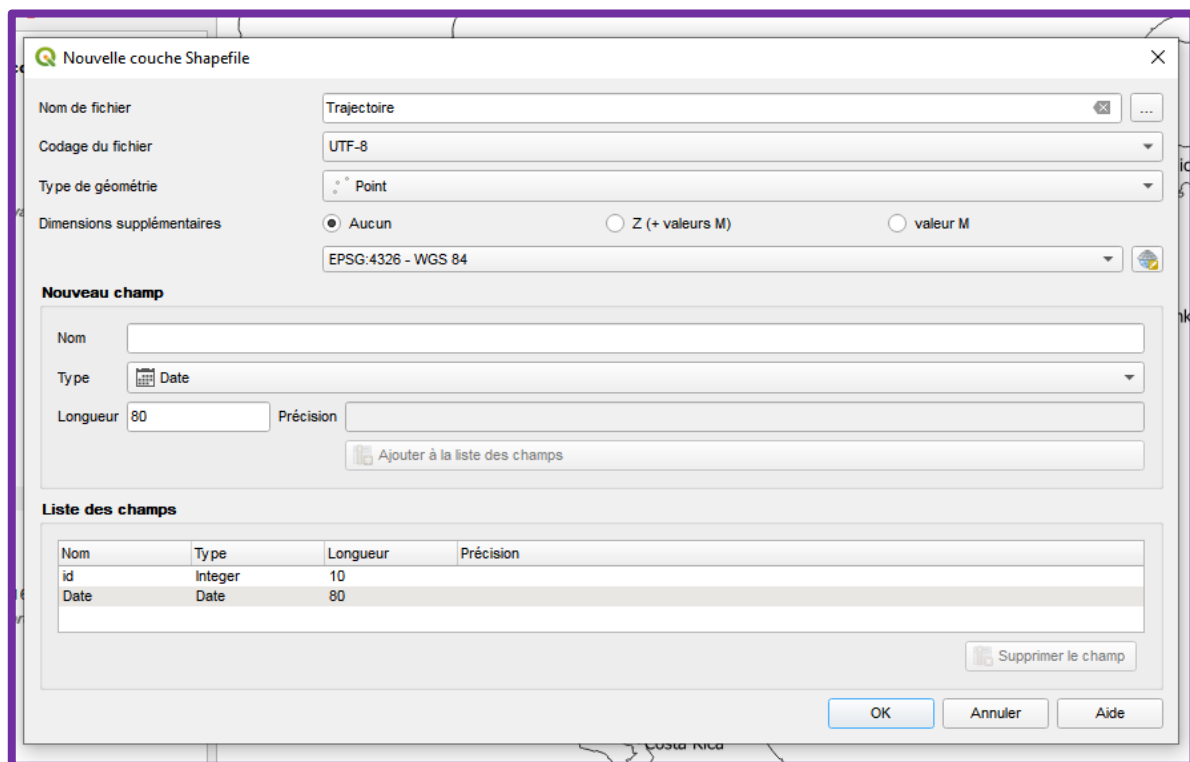 Nouvelle couche Shapefile
Nom de fichier Trajectoire ...
Codage du fichier UTF-8
Type de géométrie Point
Dimensions supplémentaires Aucun Z (+ valeurs M) valeur M
EPSG:4326 - WGS 84
Nouveau champ
Nom
Type Date
Longueur 80 Précision
Ajouter à la liste des champs
Liste des champs
Nom Type Longueur Précision
id Integer 10
Date Date 80
Supprimer le champ
OK Annuler Aide
Costa Rica